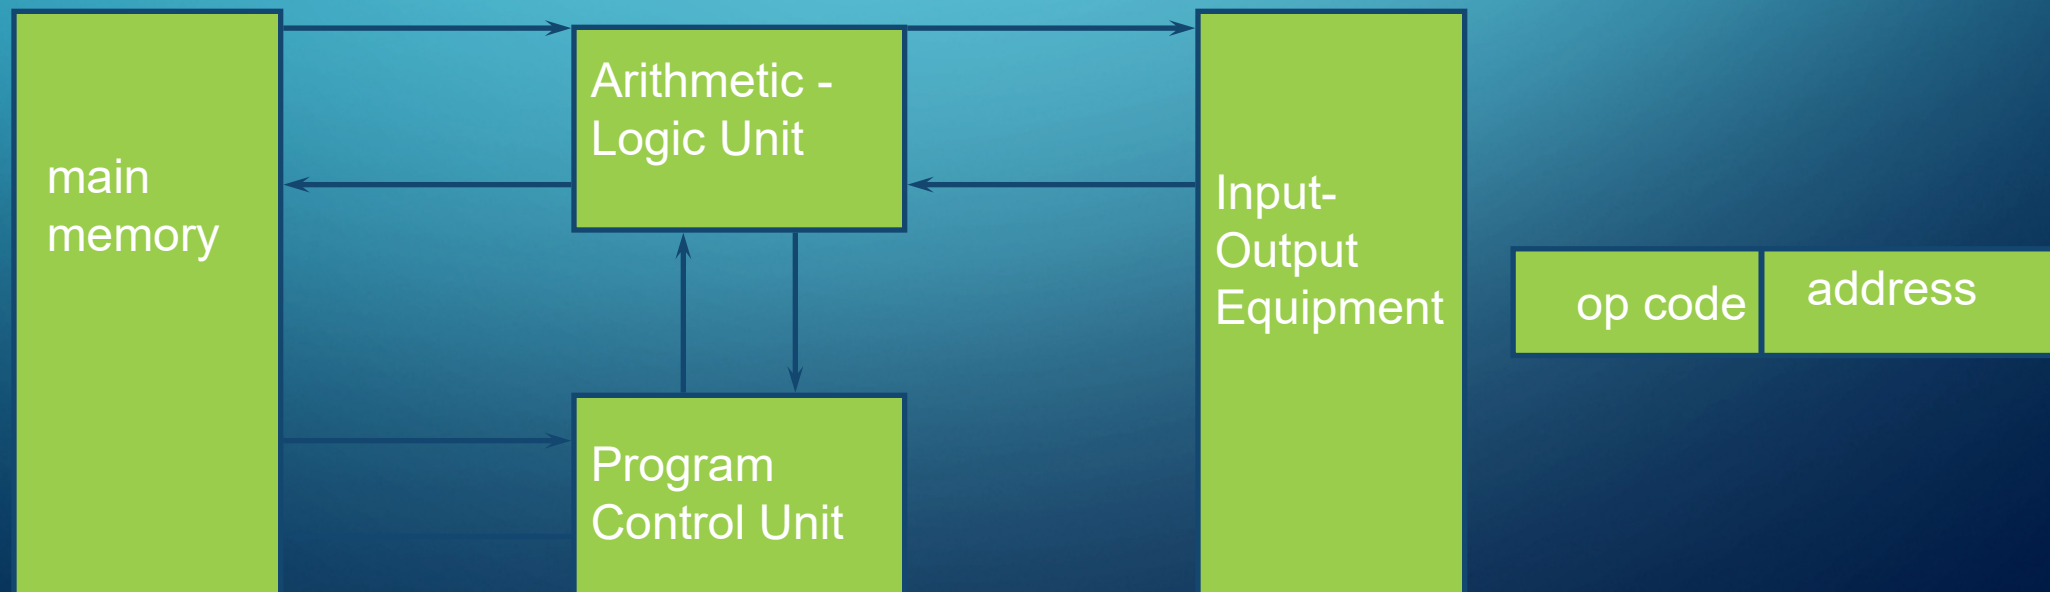 main
memory
Arithmetic -
Logic Unit
Program
Control Unit
Input-
Output
Equipment
op code
address